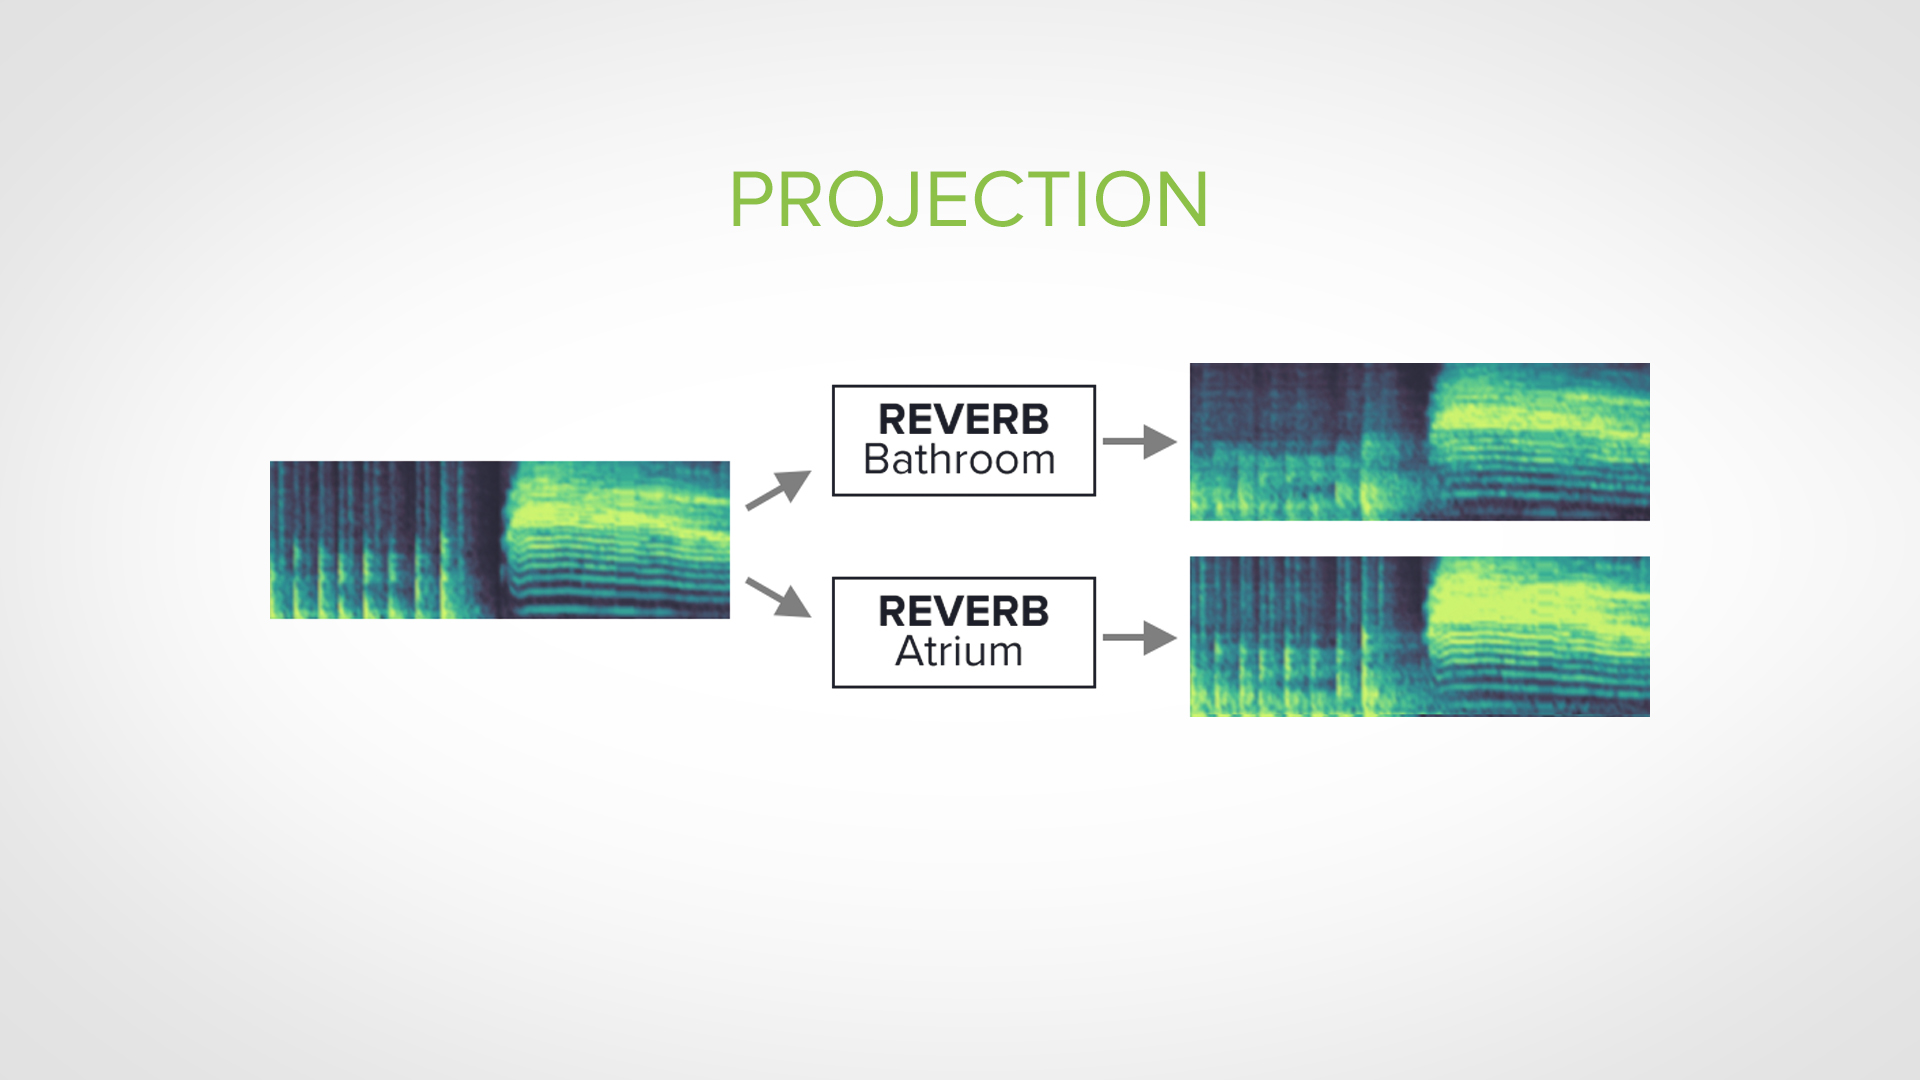 PROJECTION
REVERB
Bathroom
REVERB
Atrium